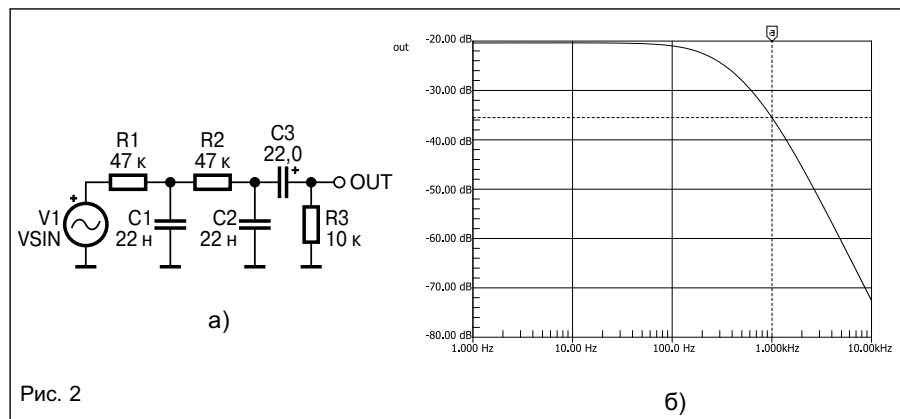 R1
47 к
R2
47 к
C3
22,0
+
OUT
+
V1
VSIN
C1
22 н
C2
22 н
R3
10 к
а)
Рис. 2
out
a
-20.00 dB
-30.00 dB
-40.00 dB
-50.00 dB
-60.00 dB
-70.00 dB
-80.00 dB
1.000 Hz
10.00 Hz
100.0 Hz
1.000kHz
10.00kHz
б)